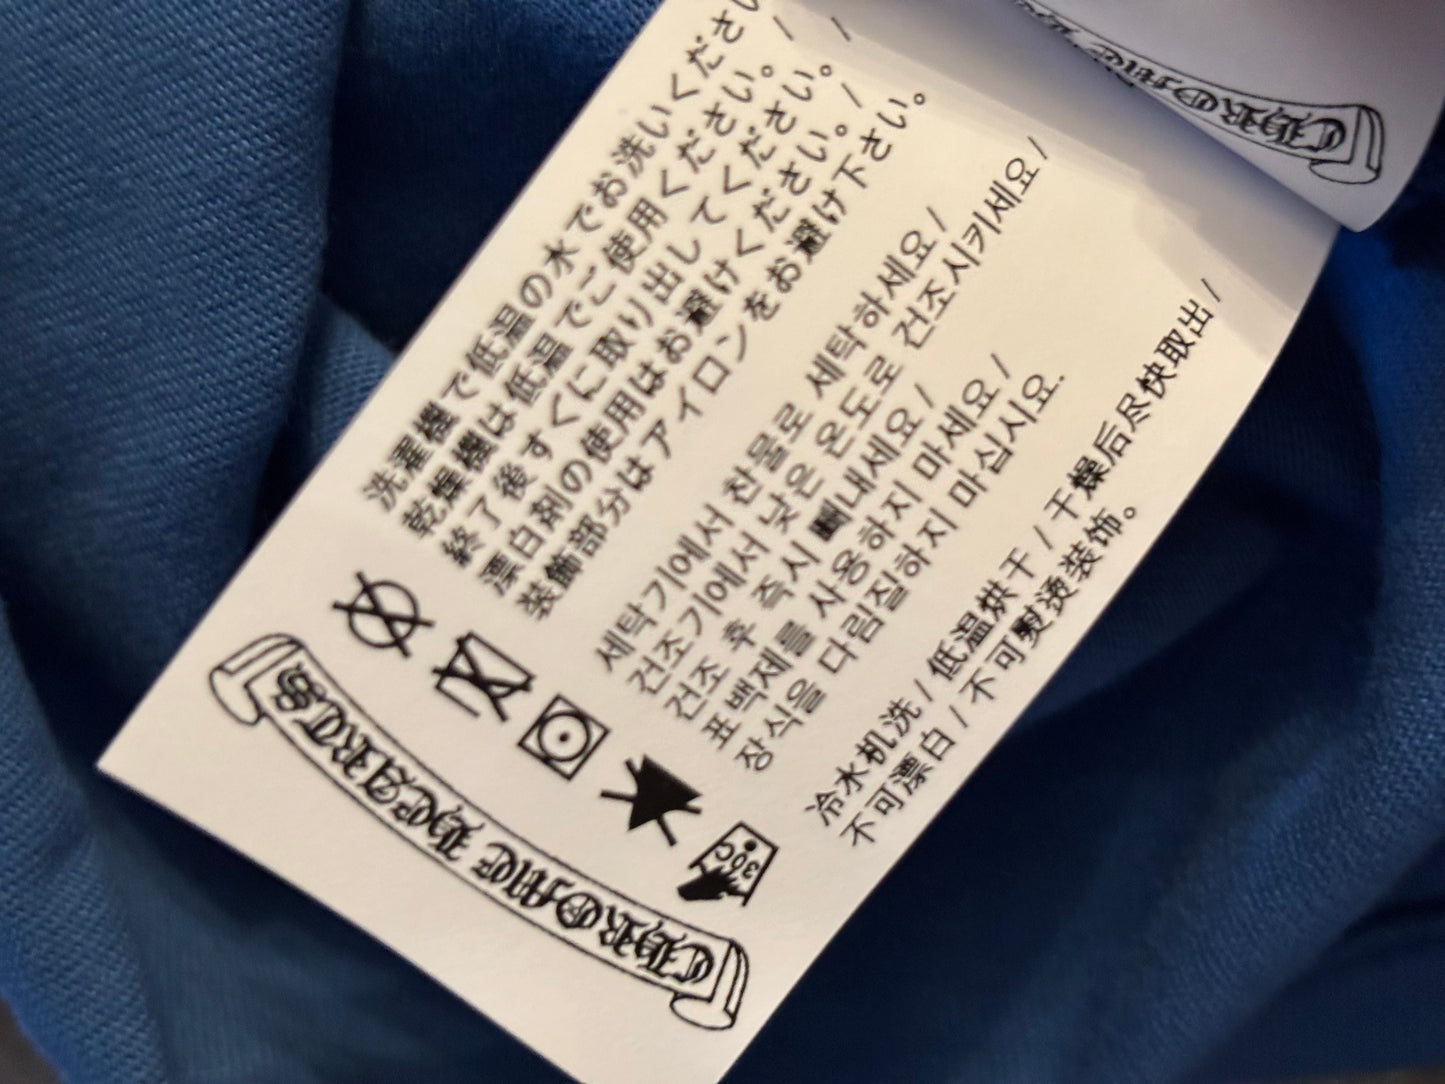 洗濯機で低温の水でお洗いください
乾燥機は低温でご使用ください。/
終了後すぐに取り出してください。/
漂白剤の使用はお避けください。/
装飾部分はアイロンをお避け下さい。
세탁기에서 찬물로 세탁하세요 /
건조기에서 낮은 온도로 건조시키세요 /
건조 후 즉시 빼내세요 /
표백제를 사용하지 마세요 /
장식을 다림질하지 마십시요.
冷水机洗 / 低温烘干 / 干燥后尽快取出 /
不可漂白 / 不可熨烫装饰。
30C
CHROME HEARTS
CHROME